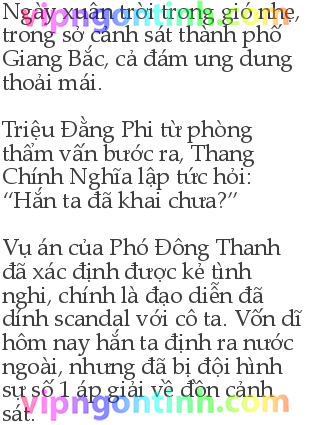 vipngontinh.com
Ngày xuân trời trong gió nhẹ,
trong sở cảnh sát thành phố
Giang Bắc, cả đám ung dung
thoải mái.
Triệu Đằng Phi từ phòng
thẩm vấn bước ra, Thang
Chính Nghĩa lập tức hỏi:
“Hắn ta đã khai chưa?”
Vụ án của Phó Đông Thanh
đã xác định được kẻ tình
nghi, chính là đạo diễn đã
dính scandal với cô ta. Vốn dĩ
hôm nay hắn ta định ra nước
ngoài, nhưng đã bị đội hình
sự số 1 áp giải về đồn cảnh
sát.
vipngontinh.com